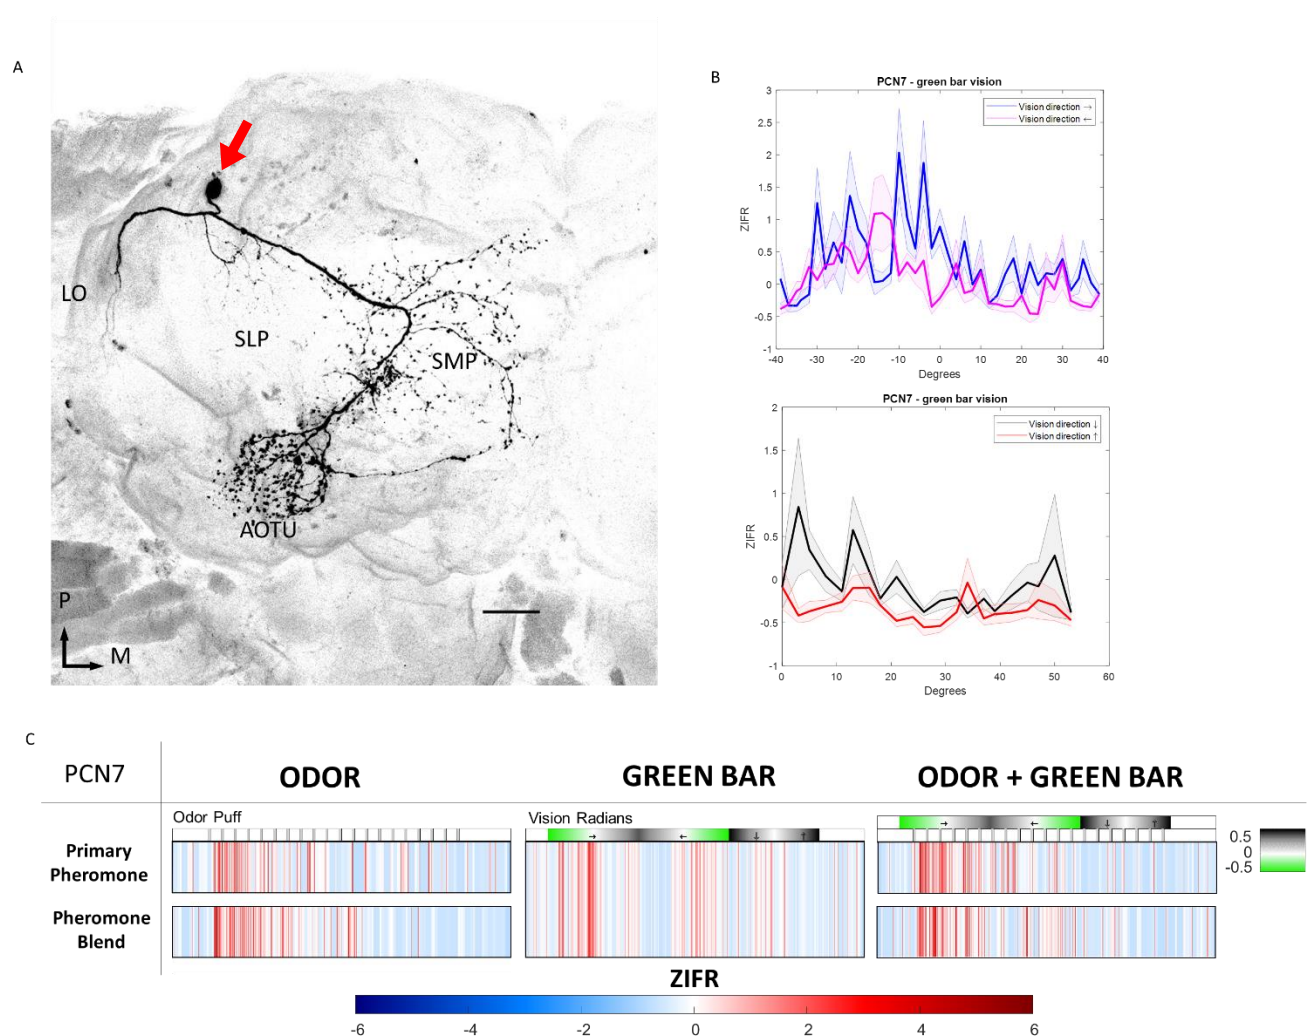 A
LO
SLP
SMP
AOTU
P
M
B
PCN7 - green bar vision
3
2.5
2
1.5
1
0.5
0
-0.5
-1
ZIFR
Vision direction →
Vision direction ←
-40 -30 -20 -10 0 10 20 30 40
Degrees
PCN7 - green bar vision
2
1.5
1
0.5
0
-0.5
-1
ZIFR
Vision direction ↓
Vision direction ↑
0 10 20 30 40 50 60
Degrees
C
PCN7 ODOR GREEN BAR ODOR + GREEN BAR
Odor Puff
Vision Radians
→ ← ↓ ↑
→ ← ↓ ↑
0.5
0
-0.5
Primary
Pheromone
Pheromone
Blend
ZIFR
-6 -4 -2 0 2 4 6